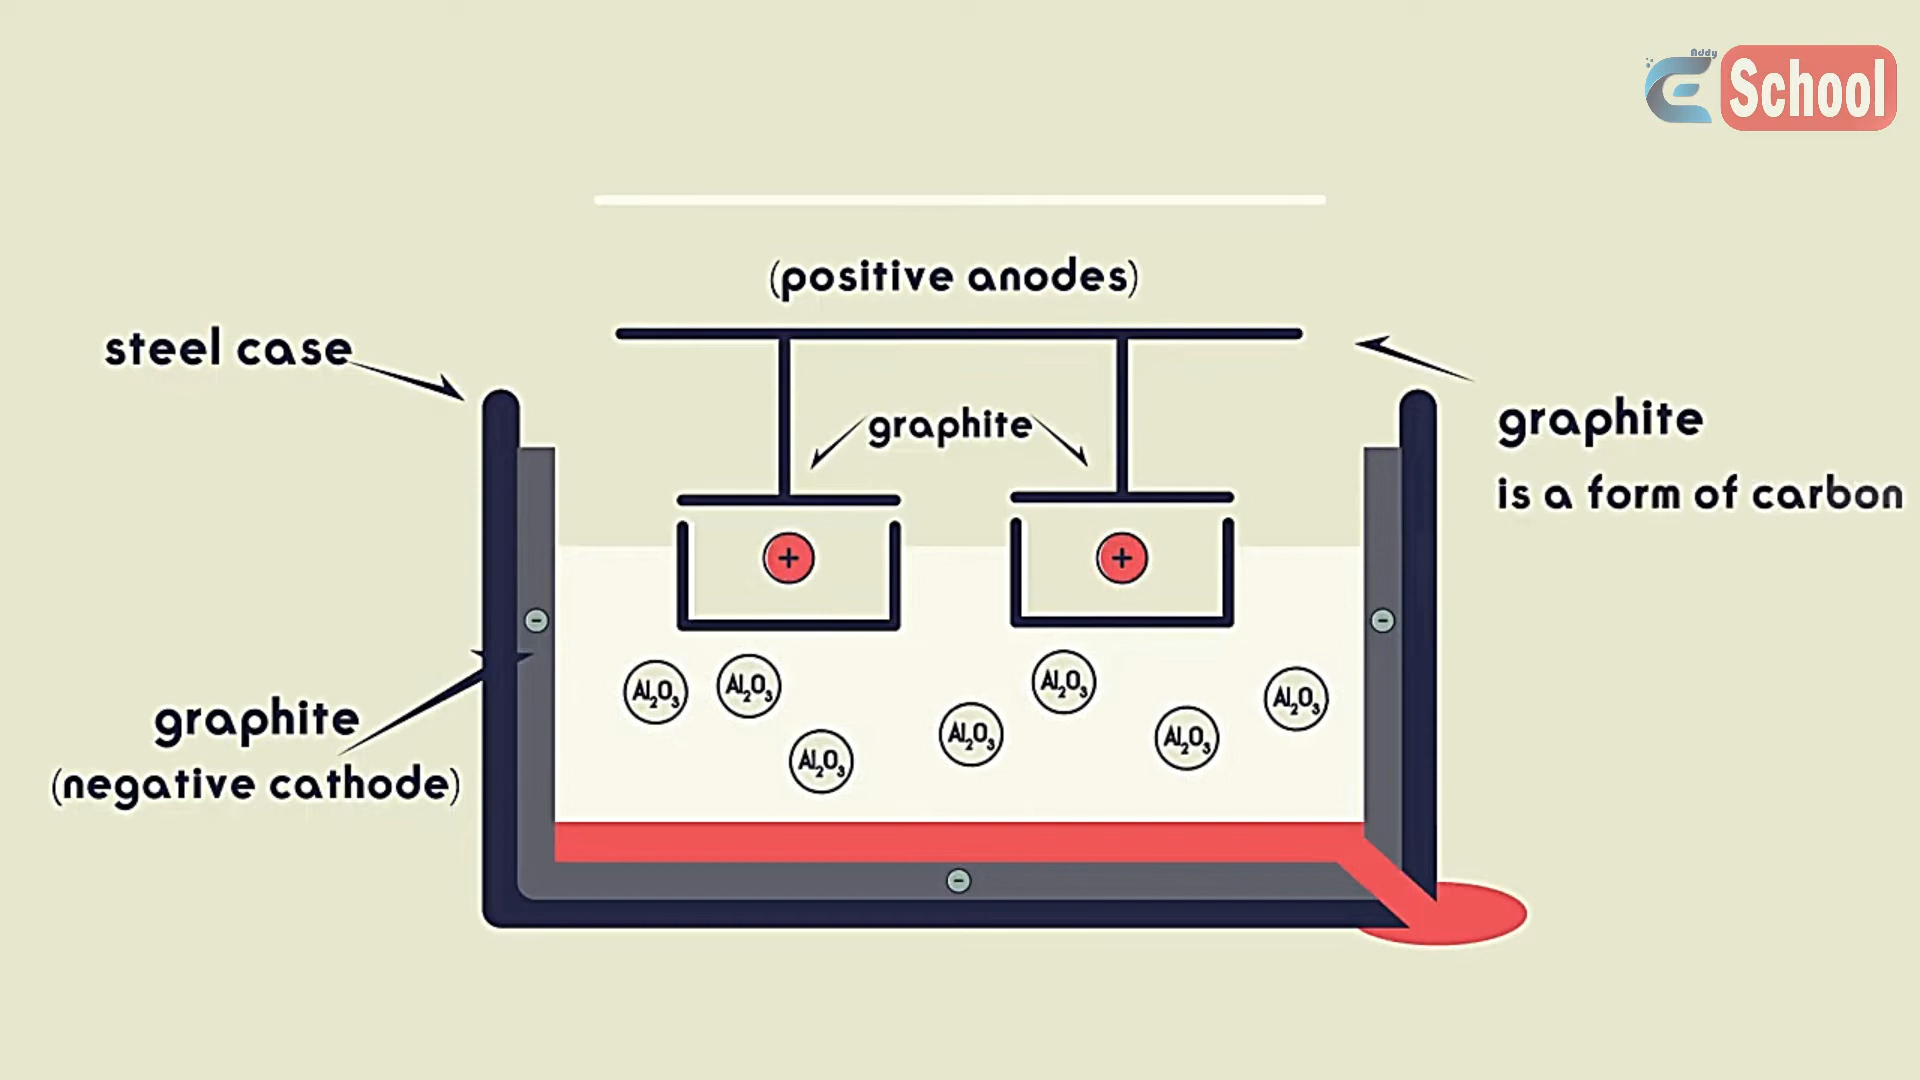 Addy
School
(positive anodes)
steel case
graphite
graphite
is a form of carbon
+
+
-
-
Al₂O₃
Al₂O₃
Al₂O₃
Al₂O₃
Al₂O₃
Al₂O₃
Al₂O₃
graphite
(negative cathode)
-